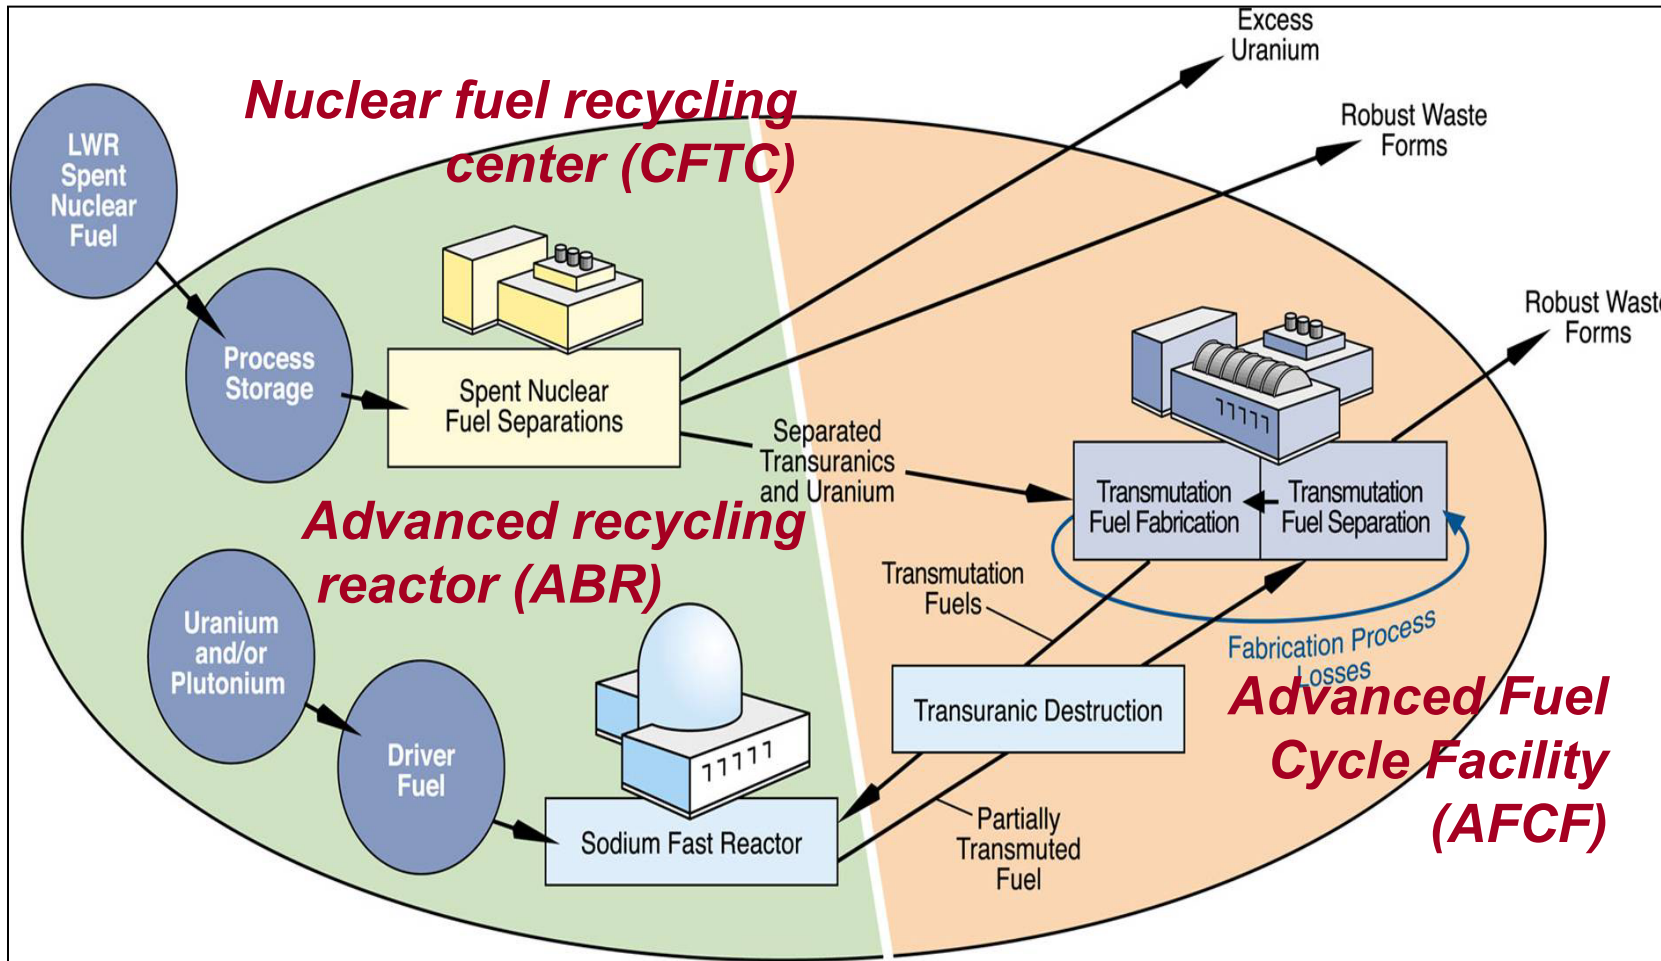 Excess
Uranium
Nuclear fuel recycling
center (CFTC)
Robust Waste
Forms
LWR
Spent
Nuclear
Fuel
Robust Waste
Forms
Process
Storage
Spent Nuclear
Fuel Separations
Separated
Transuranics
and Uranium
Transmutation
Fuel Fabrication
Transmutation
Fuel Separation
Advanced recycling
reactor (ABR)
Transmutation
Fuels
Uranium
and/or
Plutonium
Fabrication Process
Losses
Transuranic Destruction
Advanced Fuel
Cycle Facility
(AFCF)
Driver
Fuel
Sodium Fast Reactor
Partially
Transmuted
Fuel